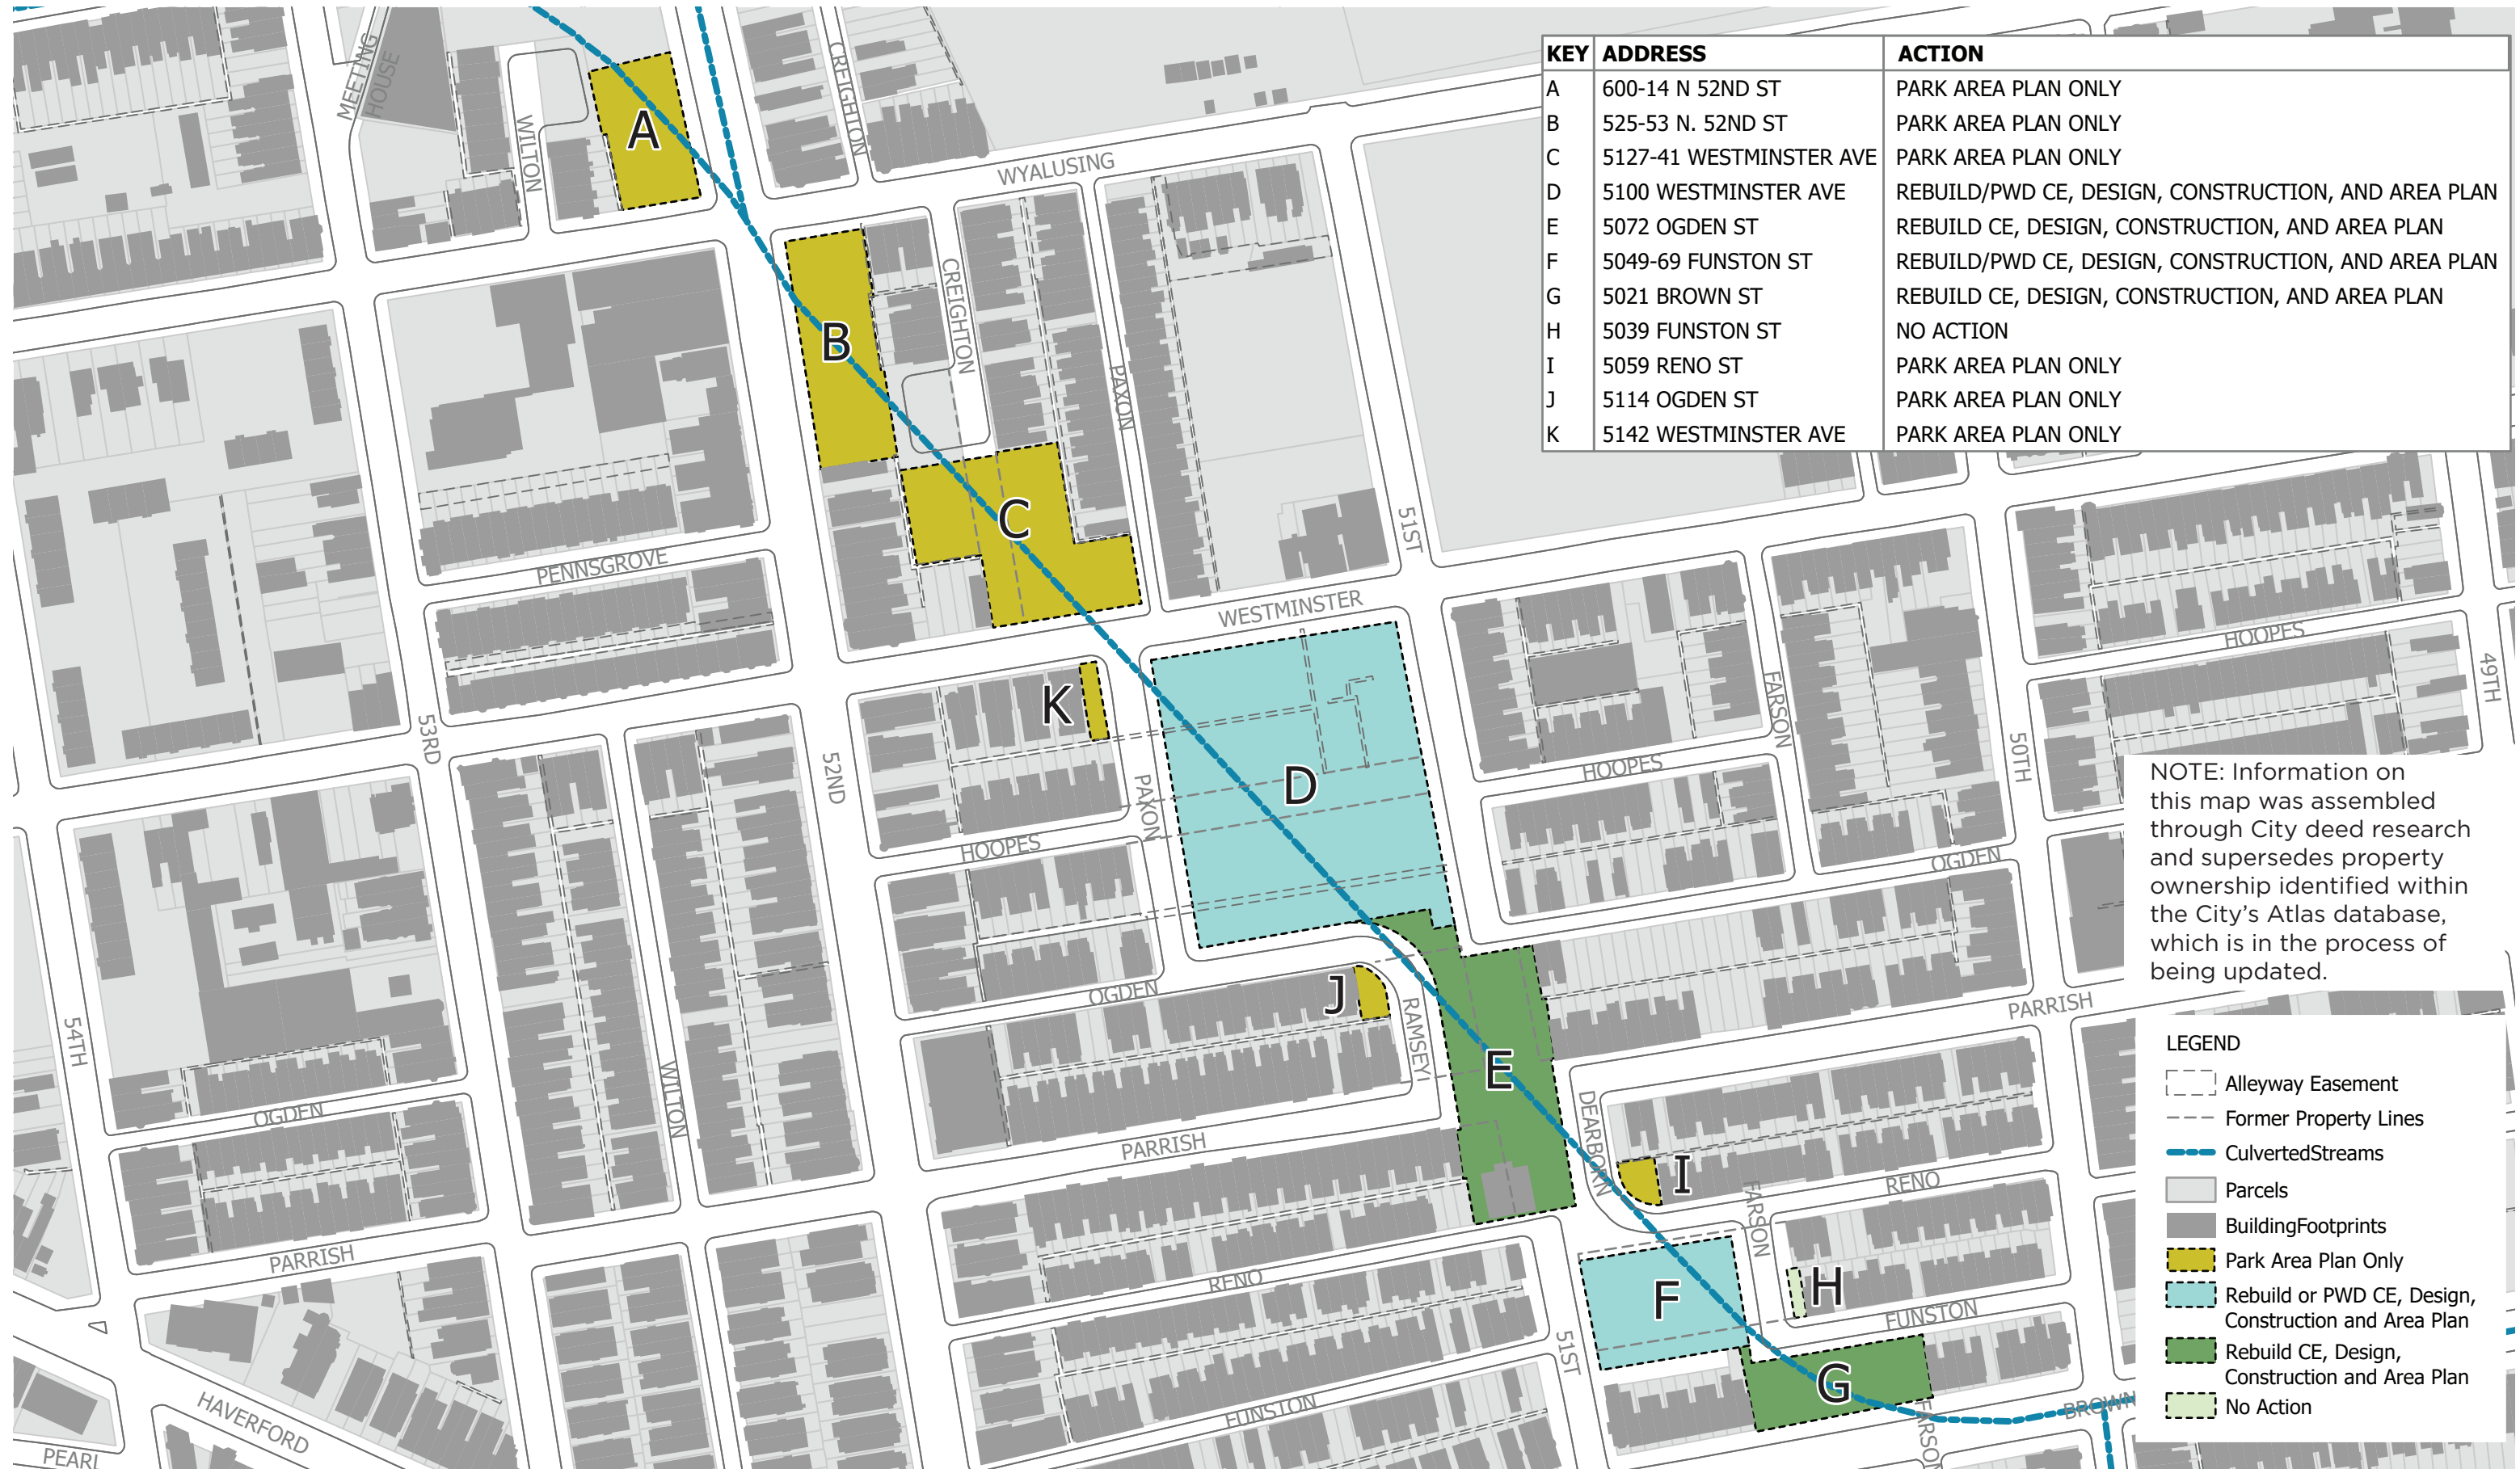 KEY ADDRESS ACTION
A 600-14 N 52ND ST PARK AREA PLAN ONLY
B 525-53 N. 52ND ST PARK AREA PLAN ONLY
C 5127-41 WESTMINSTER AVE PARK AREA PLAN ONLY
D 5100 WESTMINSTER AVE REBUILD/PWD CE, DESIGN, CONSTRUCTION, AND AREA PLAN
E 5072 OGDEN ST REBUILD CE, DESIGN, CONSTRUCTION, AND AREA PLAN
F 5049-69 FUNSTON ST REBUILD/PWD CE, DESIGN, CONSTRUCTION, AND AREA PLAN
G 5021 BROWN ST REBUILD CE, DESIGN, CONSTRUCTION, AND AREA PLAN
H 5039 FUNSTON ST NO ACTION
I 5059 RENO ST PARK AREA PLAN ONLY
J 5114 OGDEN ST PARK AREA PLAN ONLY
K 5142 WESTMINSTER AVE PARK AREA PLAN ONLY
MEETING
HOUSE
WILTON
CREIGHTON
A
WYALUSING
B
CREIGHTON
PAXON
C
51ST
PENNSGROVE
WESTMINSTER
HOOPES
53RD
52ND
K
PAXON
D
FARSON
HOOPES
50TH
49TH
HOOPES
OGDEN
NOTE: Information on
this map was assembled
through City deed research
and supersedes property
ownership identified within
the City's Atlas database,
which is in the process of
being updated.
54TH
OGDEN
J
RAMSEY
PARRISH
E
WILTON
OGDEN
PARRISH
DEARBORN
I
FARSON
RENO
PARRISH
RENO
F
H
FUNSTON
51ST
G
HAVERFORD
FUNSTON
FARSON
BROWN
PEARL
LEGEND
Alleyway Easement
Former Property Lines
CulvertedStreams
Parcels
BuildingFootprints
Park Area Plan Only
Rebuild or PWD CE, Design,
Construction and Area Plan
Rebuild CE, Design,
Construction and Area Plan
No Action